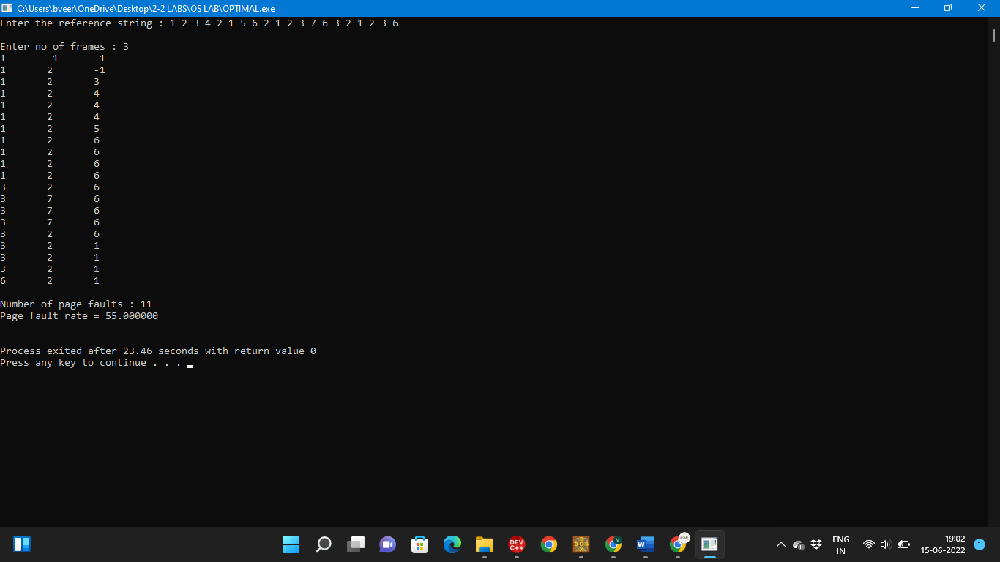 C:\Users\bveer\OneDrive\Desktop\2-2 LABS\OS LAB\OPTIMAL.exe
Enter the reference string : 1 2 3 4 2 1 5 6 2 1 2 3 7 6 3 2 1 2 3 6
Enter no of frames : 3
1 -1 -1
1 2 -1
1 2 3
1 2 4
1 2 4
1 2 4
1 2 5
1 2 6
1 2 6
1 2 6
1 2 6
3 2 6
3 7 6
3 7 6
3 7 6
3 2 6
3 2 1
3 2 1
3 2 1
6 2 1
Number of page faults : 11
Page fault rate = 55.000000
--------------------------------
Process exited after 23.46 seconds with return value 0
Press any key to continue . . .
DEV C++
DOS
V
AIML
W
ENG
IN
19:02
15-06-2022
1